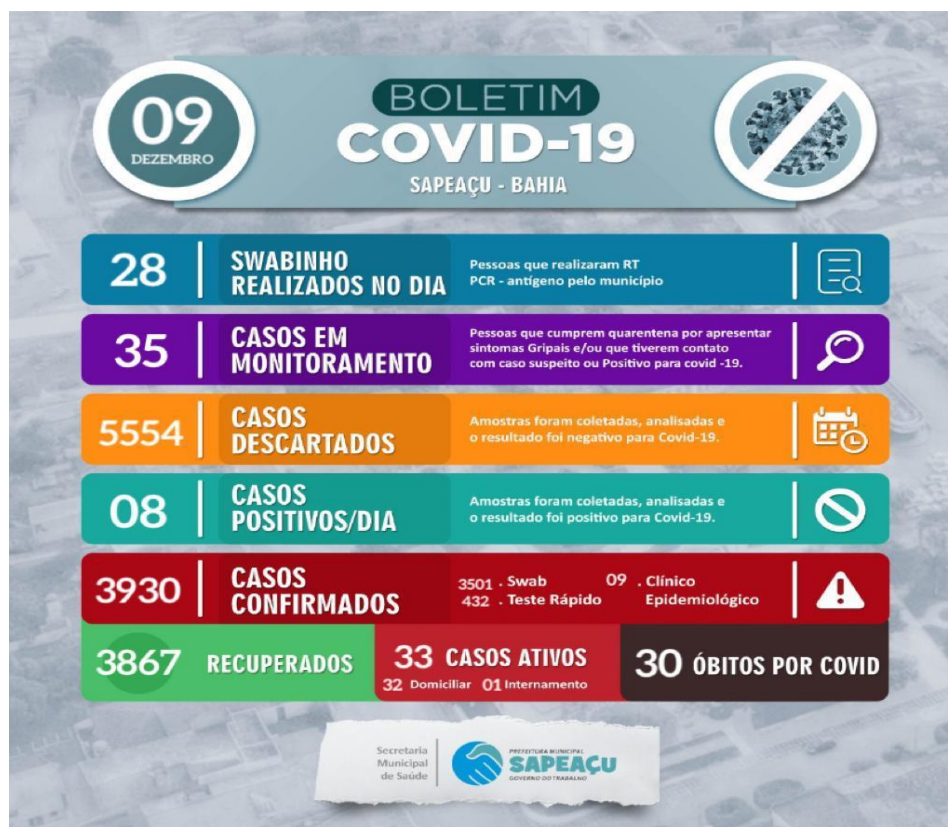 09
DEZEMBRO
BOLETIM
COVID-19
SAPEAÇU - BAHIA
28
SWABINHO
REALIZADOS NO DIA
Pessoas que realizaram RT
PCR - antígeno pelo município
35
CASOS EM
MONITORAMENTO
Pessoas que cumprem quarentena por apresentar
sintomas Gripais e/ou que tiverem contato
com caso suspeito ou Positivo para covid -19.
5554
CASOS
DESCARTADOS
Amostras foram coletadas, analisadas e
o resultado foi negativo para Covid-19.
08
CASOS
POSITIVOS/DIA
Amostras foram coletadas, analisadas e
o resultado foi positivo para Covid-19.
3930
CASOS
CONFIRMADOS
3501 . Swab
432 . Teste Rápido
09 . Clínico
Epidemiológico
3867 RECUPERADOS
33 CASOS ATIVOS
32 Domiciliar 01 Internamento
30 ÓBITOS POR COVID
Secretaria
Municipal
de Saúde
PREFEITURA MUNICIPAL
SAPEAÇU
GOVERNO DO TRABALHO